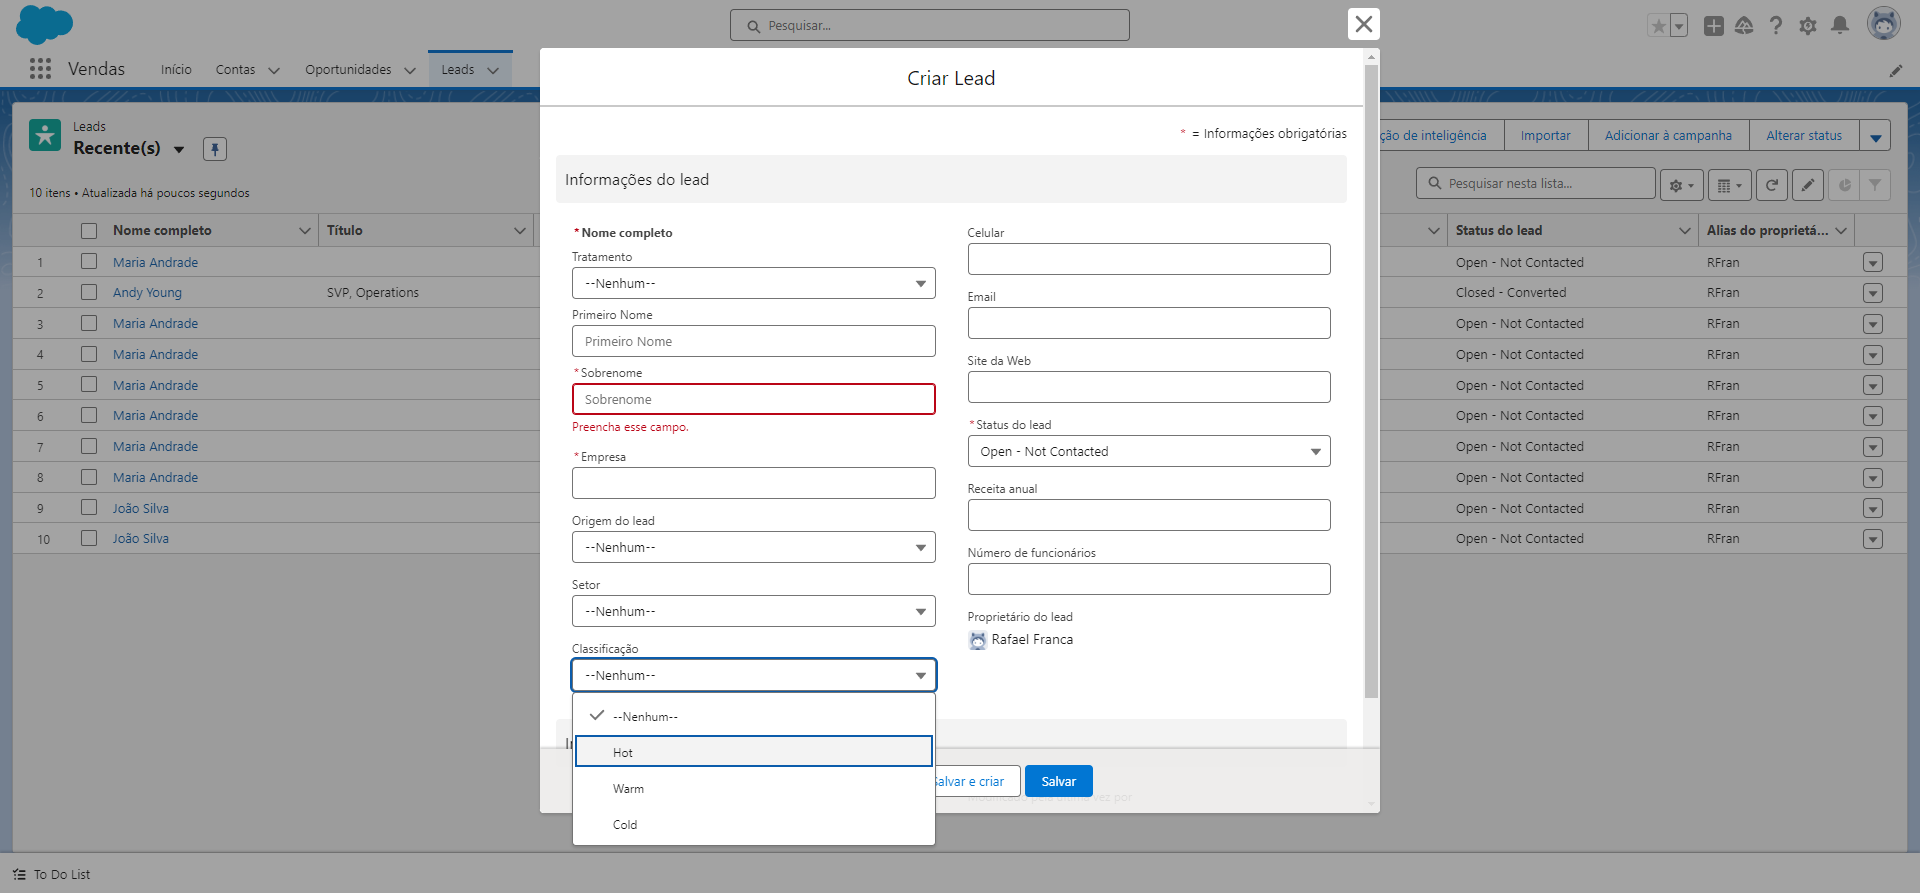 Pesquisar...
Vendas
Início
Contas
Oportunidades
Leads
Criar Lead
* = Informações obrigatórias
Leads
Recente(s)
10 itens • Atualizada há poucos segundos
ção de inteligência
Importar
Adicionar à campanha
Alterar status
Pesquisar nesta lista...
Nome completo
Título
Status do lead
Alias do proprietá...
1 Maria Andrade Open - Not Contacted RFran
2 Andy Young SVP, Operations Closed - Converted RFran
3 Maria Andrade Open - Not Contacted RFran
4 Maria Andrade Open - Not Contacted RFran
5 Maria Andrade Open - Not Contacted RFran
6 Maria Andrade Open - Not Contacted RFran
7 Maria Andrade Open - Not Contacted RFran
8 Maria Andrade Open - Not Contacted RFran
9 João Silva Open - Not Contacted RFran
10 João Silva Open - Not Contacted RFran
Informações do lead
* Nome completo
Tratamento
--Nenhum--
Primeiro Nome
Primeiro Nome
* Sobrenome
Sobrenome
Preencha esse campo.
* Empresa
Origem do lead
--Nenhum--
Setor
--Nenhum--
Classificação
--Nenhum--
--Nenhum--
Hot
Warm
Cold
Celular
Email
Site da Web
* Status do lead
Open - Not Contacted
Receita anual
Número de funcionários
Proprietário do lead
Rafael Franca
Salvar e criar
Salvar
To Do List